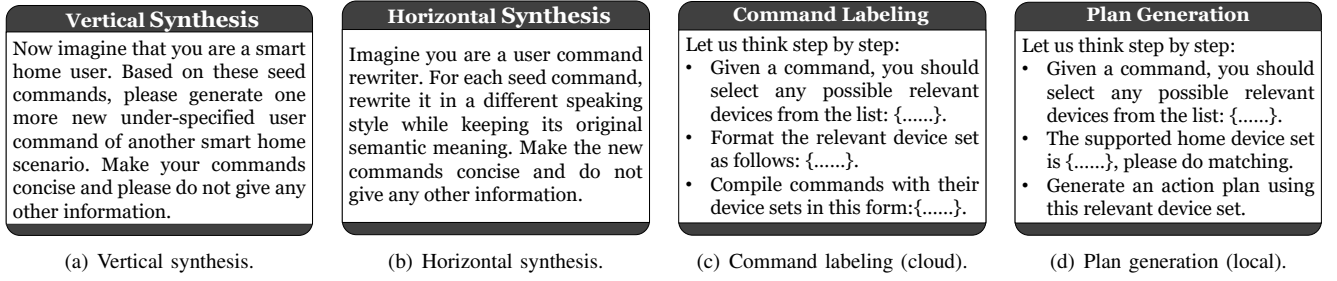 Vertical Synthesis
Now imagine that you are a smart
home user. Based on these seed
commands, please generate one
more new under-specified user
command of another smart home
scenario. Make your commands
concise and please do not give any
other information.
(a) Vertical synthesis.
Horizontal Synthesis
Imagine you are a user command
rewriter. For each seed command,
rewrite it in a different speaking
style while keeping its original
semantic meaning. Make the new
commands concise and do not
give any other information.
(b) Horizontal synthesis.
Command Labeling
Let us think step by step:
• Given a command, you should
select any possible relevant
devices from the list: {......}.
• Format the relevant device set
as follows: {......}.
• Compile commands with their
device sets in this form:{......}.
(c) Command labeling (cloud).
Plan Generation
Let us think step by step:
• Given a command, you should
select any possible relevant
devices from the list: {......}.
• The supported home device set
is {......}, please do matching.
• Generate an action plan using
this relevant device set.
(d) Plan generation (local).